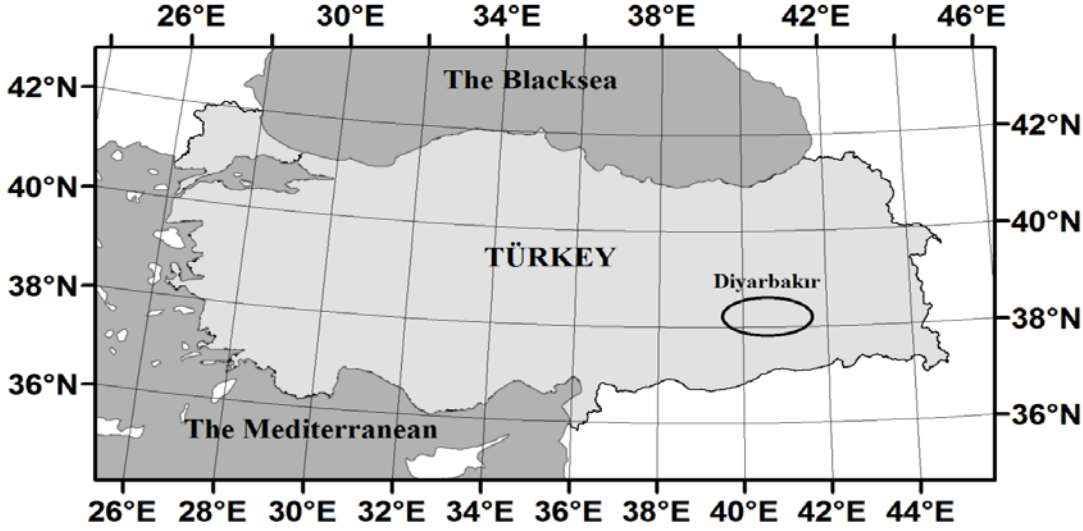 26°E 30°E 34°E 38°E 42°E 46°E
The Blacksea
42°N
42°N
40°N
40°N
TÜRKEY
Diyarbakır
38°N
38°N
36°N
36°N
The Mediterranean
26°E 28°E 30°E 32°E 34°E 36°E 38°E 40°E 42°E 44°E